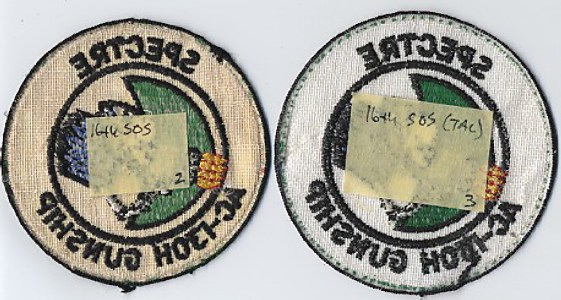 SPECTRE
16th SOS
2
AC-130H GUNSHIP
SPECTRE
16th SOS (TAC)
3
AC-130H GUNSHIP